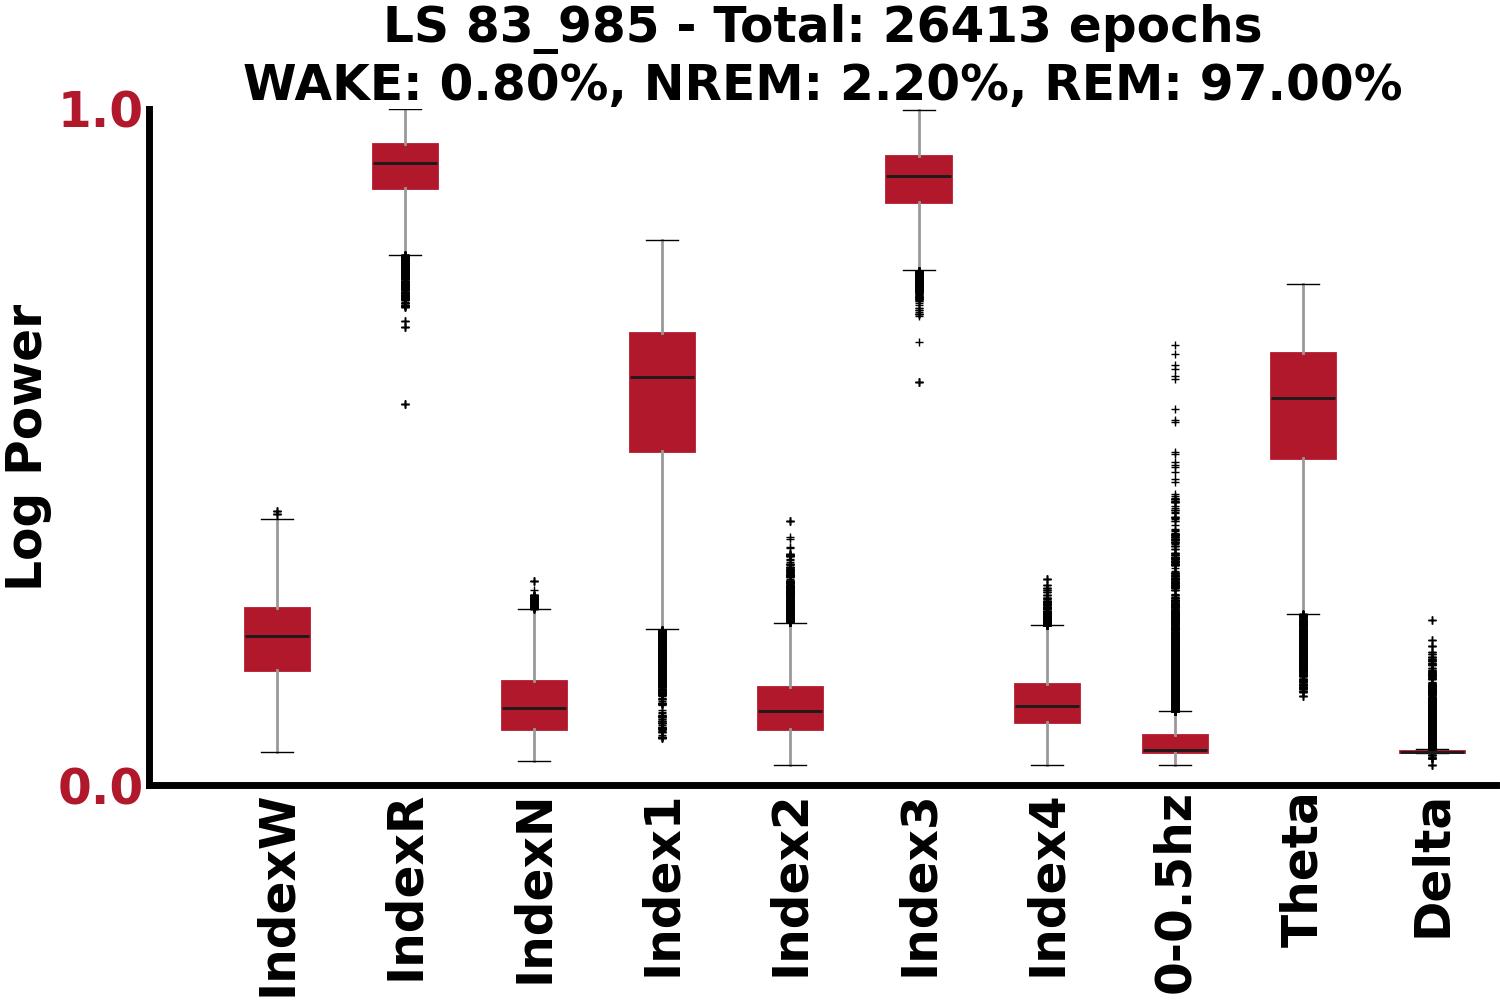 LS 83_985 - Total: 26413 epochs
WAKE: 0.80%, NREM: 2.20%, REM: 97.00%
1.0
Log Power
0.0
IndexW
IndexR
IndexN
Index1
Index2
Index3
Index4
0-0.5hz
Theta
Delta